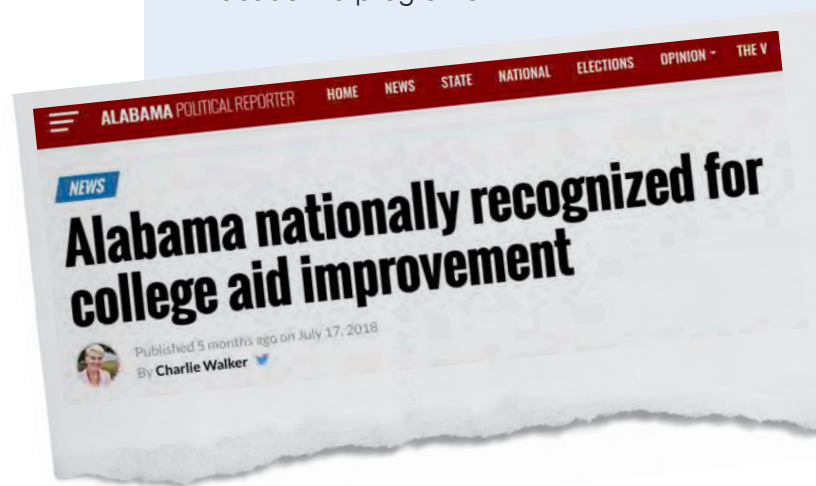 ALABAMA POLITICAL REPORTER HOME NEWS STATE NATIONAL ELECTIONS OPINION THE V
NEWS
Alabama nationally recognized for
college aid improvement
Published 5 months ago on July 17, 2018
By Charlie Walker